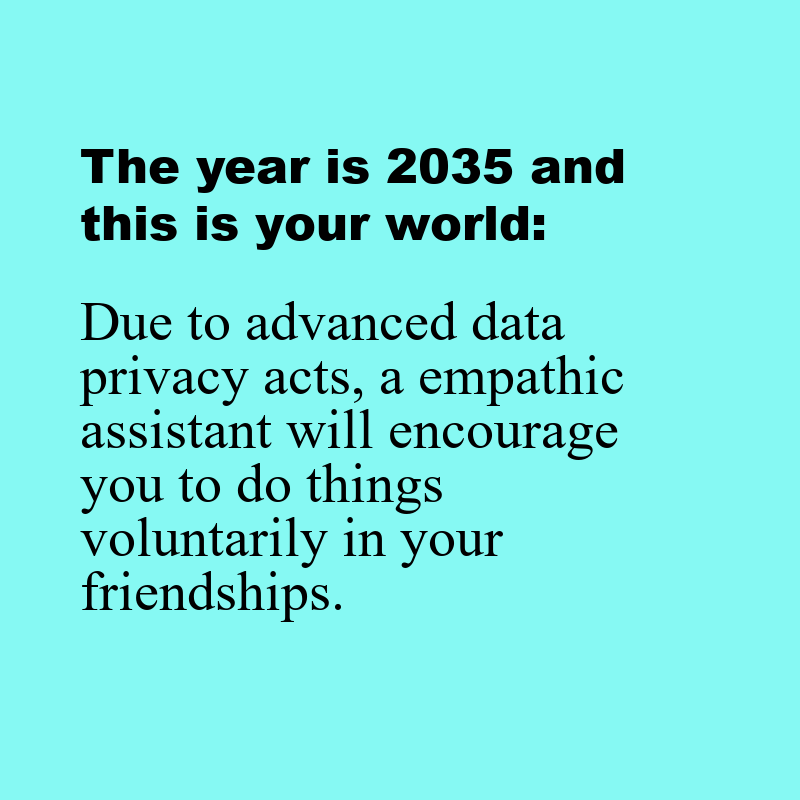 The year is 2035 and
this is your world:
Due to advanced data
privacy acts, a empathic
assistant will encourage
you to do things
voluntarily in your
friendships.